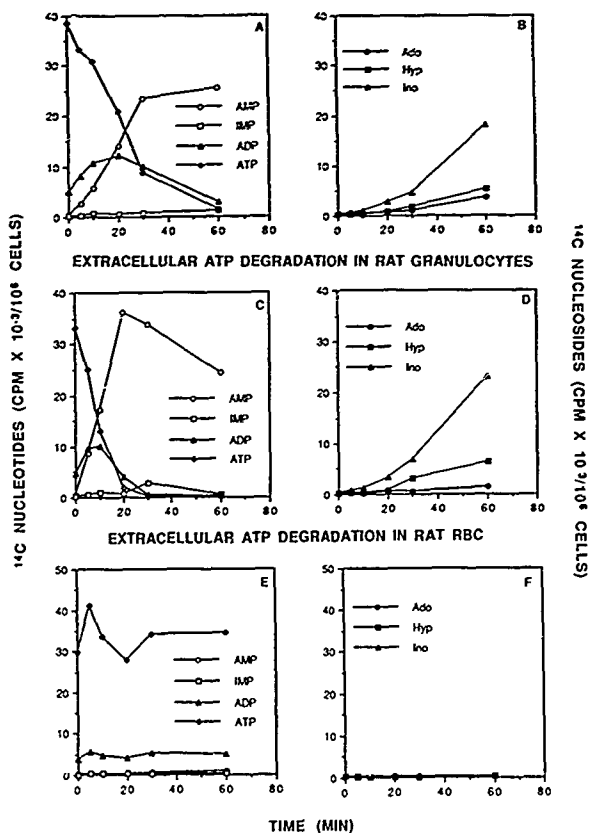 A
40
30
20
10
0
0 20 40 60 80
AMP
IMP
ADP
ATP
B
40
30
20
10
0
0 20 40 60 80
Ado
Hyp
Ino
EXTRACELLULAR ATP DEGRADATION IN RAT GRANULOCYTES
C
40
30
20
10
0
0 20 40 60 80
AMP
IMP
ADP
ATP
D
40
30
20
10
0
0 20 40 60 80
Ado
Hyp
Ino
EXTRACELLULAR ATP DEGRADATION IN RAT RBC
E
50
40
30
20
10
0
0 20 40 60 80
AMP
IMP
ADP
ATP
F
50
40
30
20
10
0
0 20 40 60 80
Ado
Hyp
Ino
TIME (MIN)
¹⁴C NUCLEOTIDES (CPM X 10⁻³/10⁶ CELLS)
¹⁴C NUCLEOSIDES (CPM X 10⁻³/10⁶ CELLS)